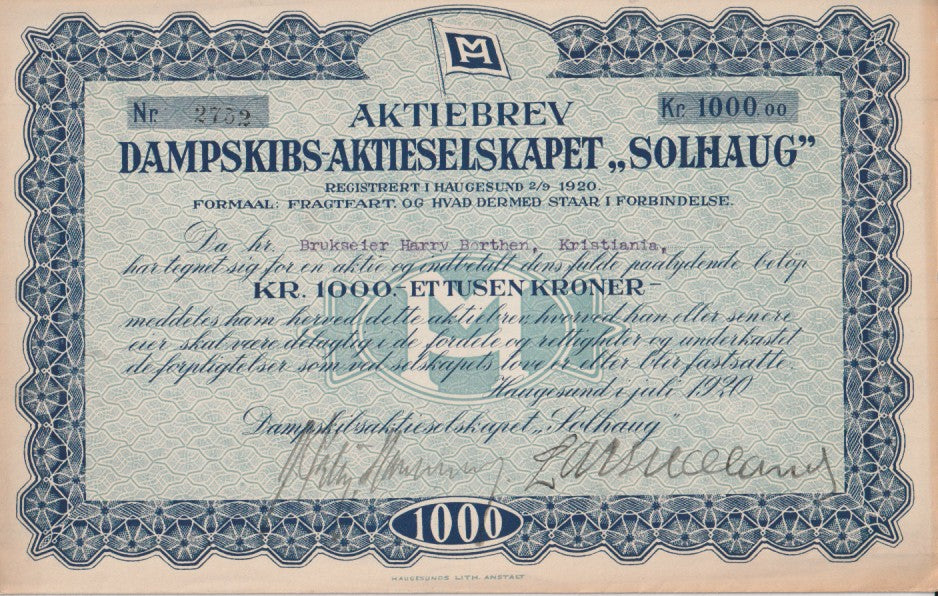 M
Nr. 2752
AKTIEBREV
Kr. 1000.00
DAMPSKIBS-AKTIESELSKAPET „SOLHAUG”
REGISTRERT I HAUGESUND 2/9 1920.
FORMAAL: FRAGTFART. OG HVAD DERMED STAAR I FORBINDELSE.
Da hr. Brukseier Harry Borthen, Kristiania,
har tegnet sig for en aktie og indbetalt dens fulde paalydende beløp
KR. 1000.- ET TUSEN KRONER -
meddeles ham herved dette aktiebrev, hvorved han eller senere
eier skal være delagtig i de fordele og rettigheter og underkastet
de forpligtelser som ved selskapets love er eller blir fastsatte.
Haugesund i juli 1920
Dampskibsaktieselskapet „Solhaug”
1000
HAUGESUNDS LITH. ANSTALT